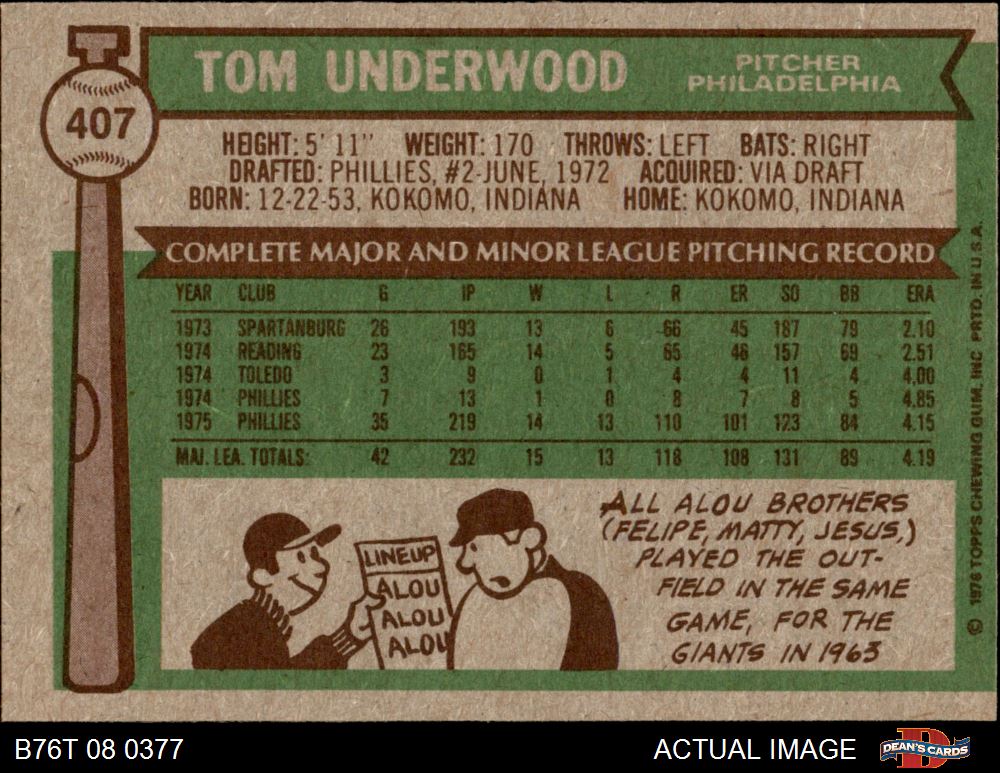 407
TOM UNDERWOOD
PITCHER
PHILADELPHIA
HEIGHT: 5' 11" WEIGHT: 170 THROWS: LEFT BATS: RIGHT
DRAFTED: PHILLIES, #2-JUNE, 1972 ACQUIRED: VIA DRAFT
BORN: 12-22-53, KOKOMO, INDIANA HOME: KOKOMO, INDIANA
COMPLETE MAJOR AND MINOR LEAGUE PITCHING RECORD
YEAR CLUB G IP W L R ER SO BB ERA
1973 SPARTANBURG 26 193 13 6 66 45 187 79 2.10
1974 READING 23 165 14 5 65 46 157 69 2.51
1974 TOLEDO 3 9 0 1 4 4 11 4 4.00
1974 PHILLIES 7 13 1 0 8 7 8 5 4.85
1975 PHILLIES 35 219 14 13 110 101 123 84 4.15
MAJ. LEA. TOTALS: 42 232 15 13 118 108 131 89 4.19
LINEUP
ALOU
ALOU
ALOU
ALL ALOU BROTHERS
(FELIPE, MATTY, JESUS,)
PLAYED THE OUT-
FIELD IN THE SAME
GAME, FOR THE
GIANTS IN 1963
© 1976 TOPPS CHEWING GUM, INC. PRTD. IN U.S.A.
B76T 08 0377
ACTUAL IMAGE
DEAN'S CARDS